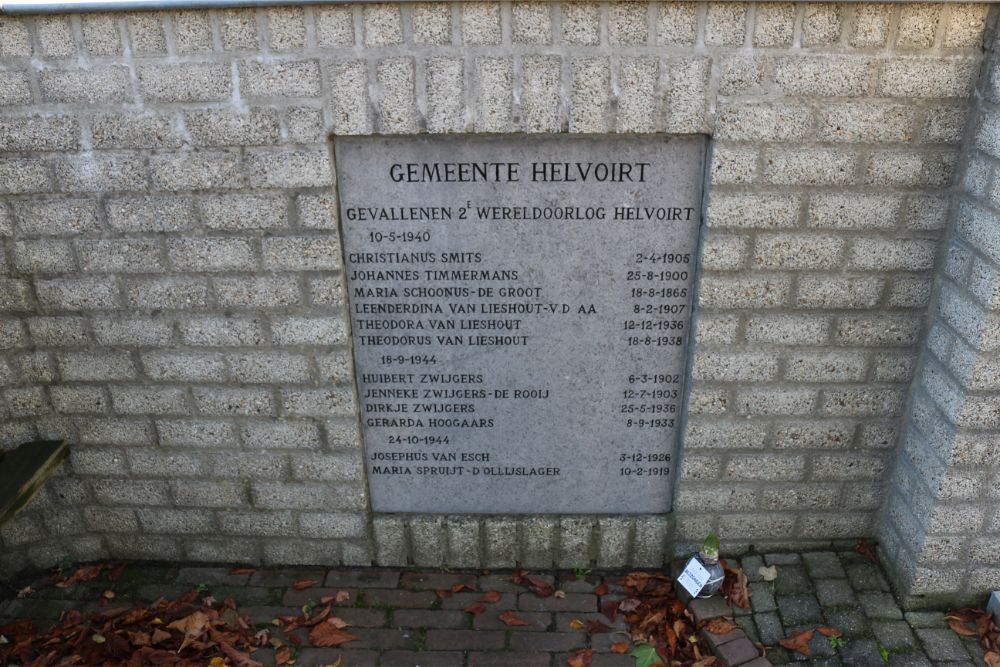 GEMEENTE HELVOIRT
GEVALLENEN 2E WERELDOORLOG HELVOIRT
10-5-1940
CHRISTIANUS SMITS 2-4-1905
JOHANNES TIMMERMANS 25-8-1900
MARIA SCHOONUS-DE GROOT 18-8-1865
LEENDERDINA VAN LIESHOUT-V.D AA 8-2-1907
THEODORA VAN LIESHOUT 12-12-1936
THEODORUS VAN LIESHOUT 18-8-1938
18-9-1944
HUIBERT ZWIJGERS 6-3-1902
JENNEKE ZWIJGERS-DE ROOIJ 12-7-1903
DIRKJE ZWIJGERS 25-5-1936
GERARDA HOOGAARS 8-9-1933
24-10-1944
JOSEPHUS VAN ESCH 3-12-1926
MARIA SPRUIJT-D'OLLIJSLAGER 10-2-1919